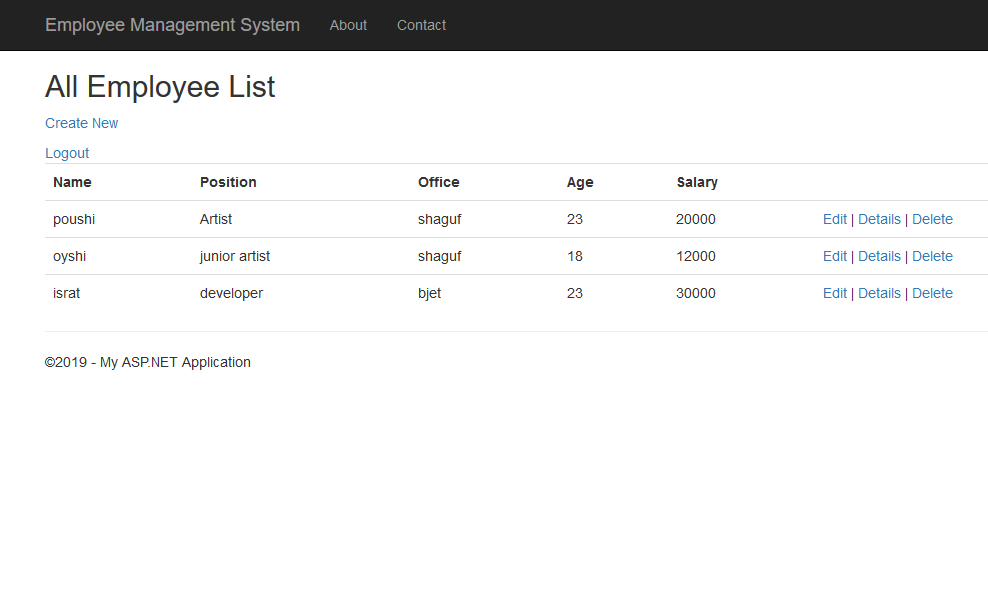 Employee Management System About Contact
All Employee List
Create New
Logout
Name Position Office Age Salary
poushi Artist shaguf 23 20000 Edit | Details | Delete
oyshi junior artist shaguf 18 12000 Edit | Details | Delete
israt developer bjet 23 30000 Edit | Details | Delete
©2019 - My ASP.NET Application